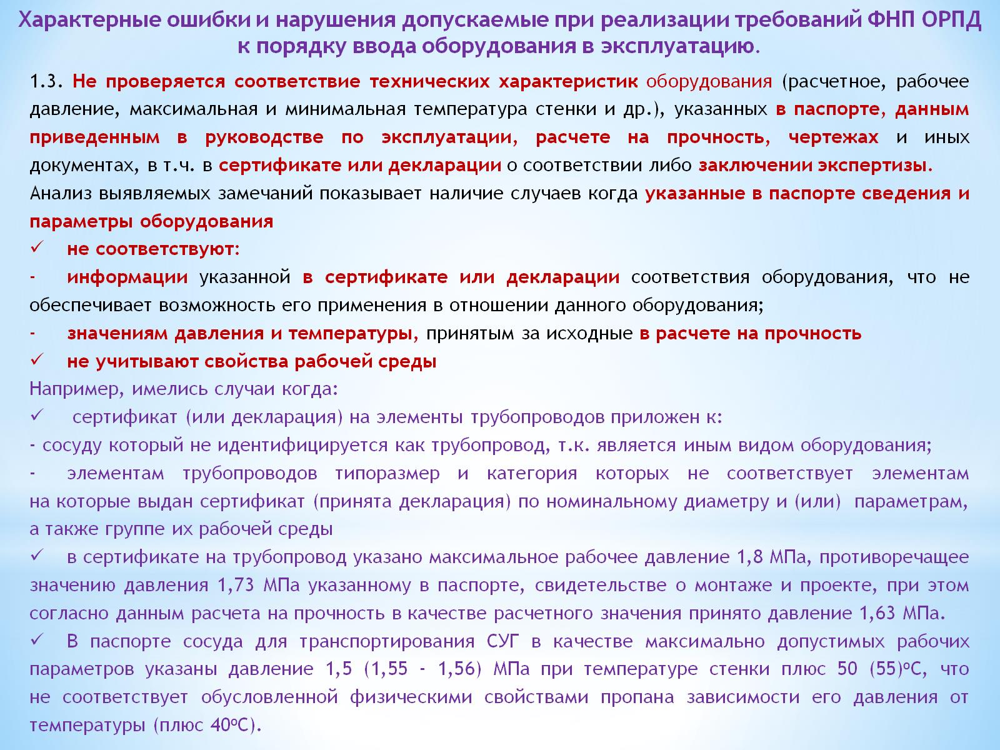 Характерные ошибки и нарушения допускаемые при реализации требований ФНП ОРПД
к порядку ввода оборудования в эксплуатацию.
1.3. Не проверяется соответствие технических характеристик оборудования (расчетное, рабочее
давление, максимальная и минимальная температура стенки и др.), указанных в паспорте, данным
приведенным в руководстве по эксплуатации, расчете на прочность, чертежах и иных
документах, в т.ч. в сертификате или декларации о соответствии либо заключении экспертизы.
Анализ выявляемых замечаний показывает наличие случаев когда указанные в паспорте сведения и
параметры оборудования
✓ не соответствуют:
- информации указанной в сертификате или декларации соответствия оборудования, что не
обеспечивает возможность его применения в отношении данного оборудования;
- значениям давления и температуры, принятым за исходные в расчете на прочность
✓ не учитывают свойства рабочей среды
Например, имелись случаи когда:
✓ сертификат (или декларация) на элементы трубопроводов приложен к:
- сосуду который не идентифицируется как трубопровод, т.к. является иным видом оборудования;
- элементам трубопроводов типоразмер и категория которых не соответствует элементам
на которые выдан сертификат (принята декларация) по номинальному диаметру и (или) параметрам,
а также группе их рабочей среды
✓ в сертификате на трубопровод указано максимальное рабочее давление 1,8 МПа, противоречащее
значению давления 1,73 МПа указанному в паспорте, свидетельстве о монтаже и проекте, при этом
согласно данным расчета на прочность в качестве расчетного значения принято давление 1,63 МПа.
✓ В паспорте сосуда для транспортирования СУГ в качестве максимально допустимых рабочих
параметров указаны давление 1,5 (1,55 - 1,56) МПа при температуре стенки плюс 50 (55)ºС, что
не соответствует обусловленной физическими свойствами пропана зависимости его давления от
температуры (плюс 40ºС).